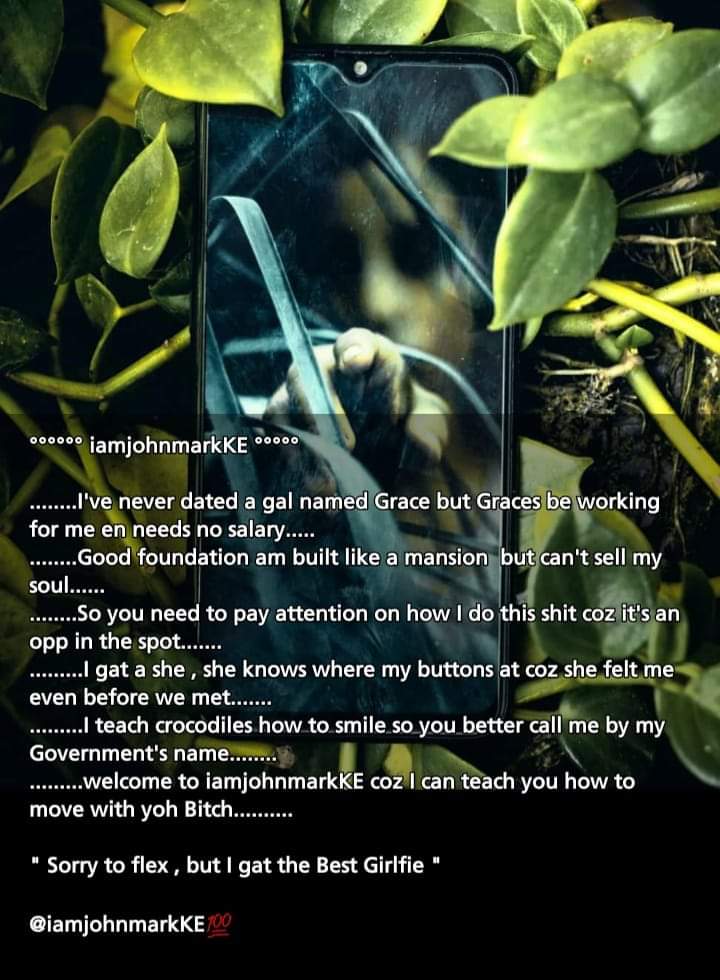 °°°°°° iamjohnmarkKE °°°°°
........I've never dated a gal named Grace but Graces be working
for me en needs no salary.....
........Good foundation am built like a mansion  but can't sell my
soul......
........So you need to pay attention on how I do this shit coz it's an
opp in the spot.......
.........I gat a she , she knows where my buttons at coz she felt me
even before we met.......
.........I teach crocodiles how to smile so you better call me by my
Government's name........
.........welcome to iamjohnmarkKE coz I can teach you how to
move with yoh Bitch..........
" Sorry to flex , but I gat the Best Girlfie "
@iamjohnmarkKE💯